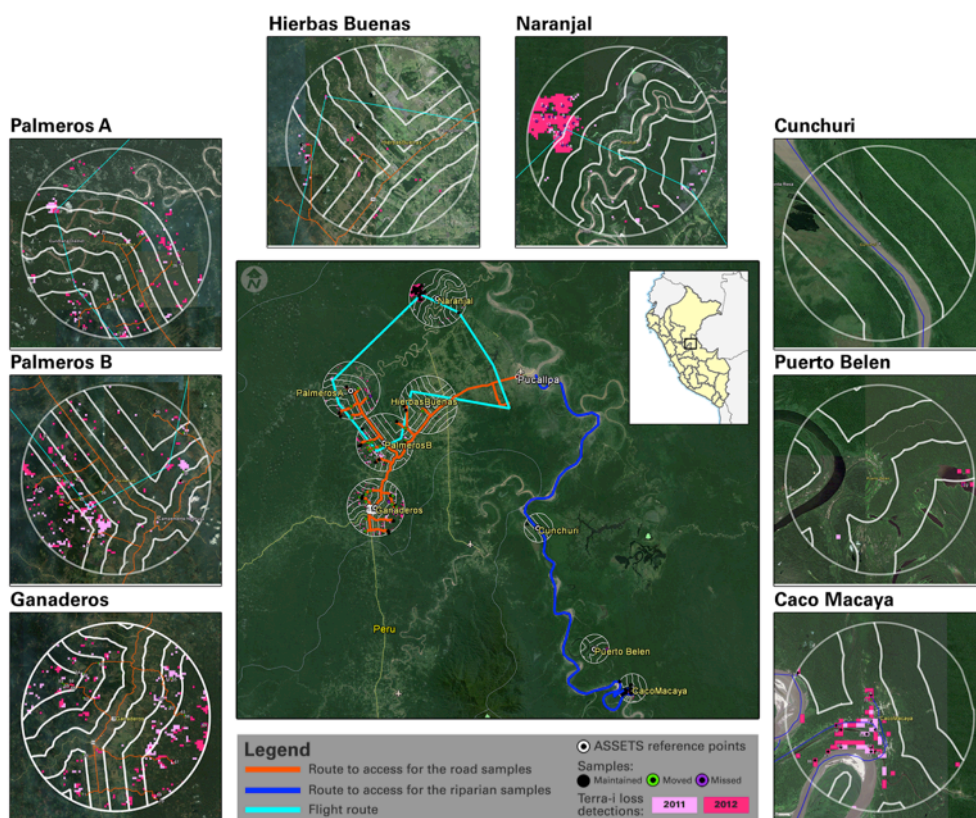 Hierbas Buenas
Naranjal
Palmeros A
Cunchuri
Palmeros B
Puerto Belen
Ganaderos
Caco Macaya
N
Naranjal
Pucallpa
PalmerosA
HierbasBuenas
PalmerosB
Ganaderos
Cunchuri
Peru
Puerto Belen
CacoMacaya
Legend
Route to access for the road samples
Route to access for the riparian samples
Flight route
ASSETS reference points
Samples:
Maintained Moved Missed
Terra-i loss
detections: 2011 2012